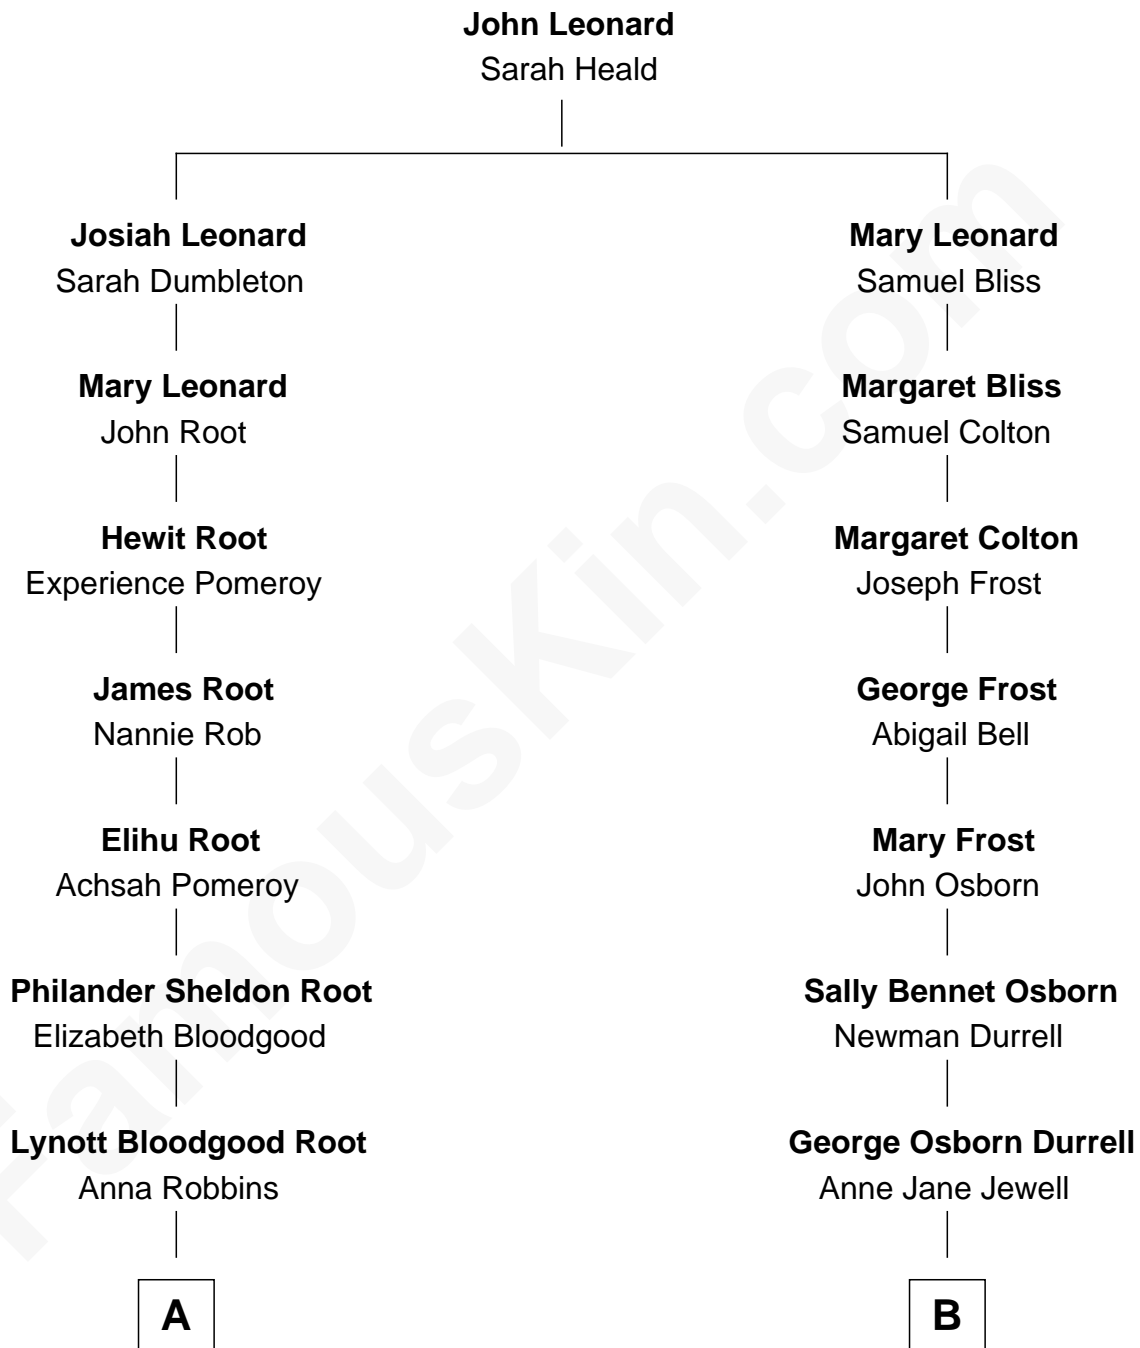 John Leonard
Sarah Heald
Josiah Leonard
Sarah Dumbleton
Mary Leonard
Samuel Bliss
Mary Leonard
John Root
Margaret Bliss
Samuel Colton
Hewit Root
Experience Pomeroy
Margaret Colton
Joseph Frost
James Root
Nannie Rob
George Frost
Abigail Bell
Elihu Root
Achsah Pomeroy
Mary Frost
John Osborn
Philander Sheldon Root
Elizabeth Bloodgood
Sally Bennet Osborn
Newman Durrell
Lynott Bloodgood Root
Anna Robbins
George Osborn Durrell
Anne Jane Jewell
A
B
FamousKin.com